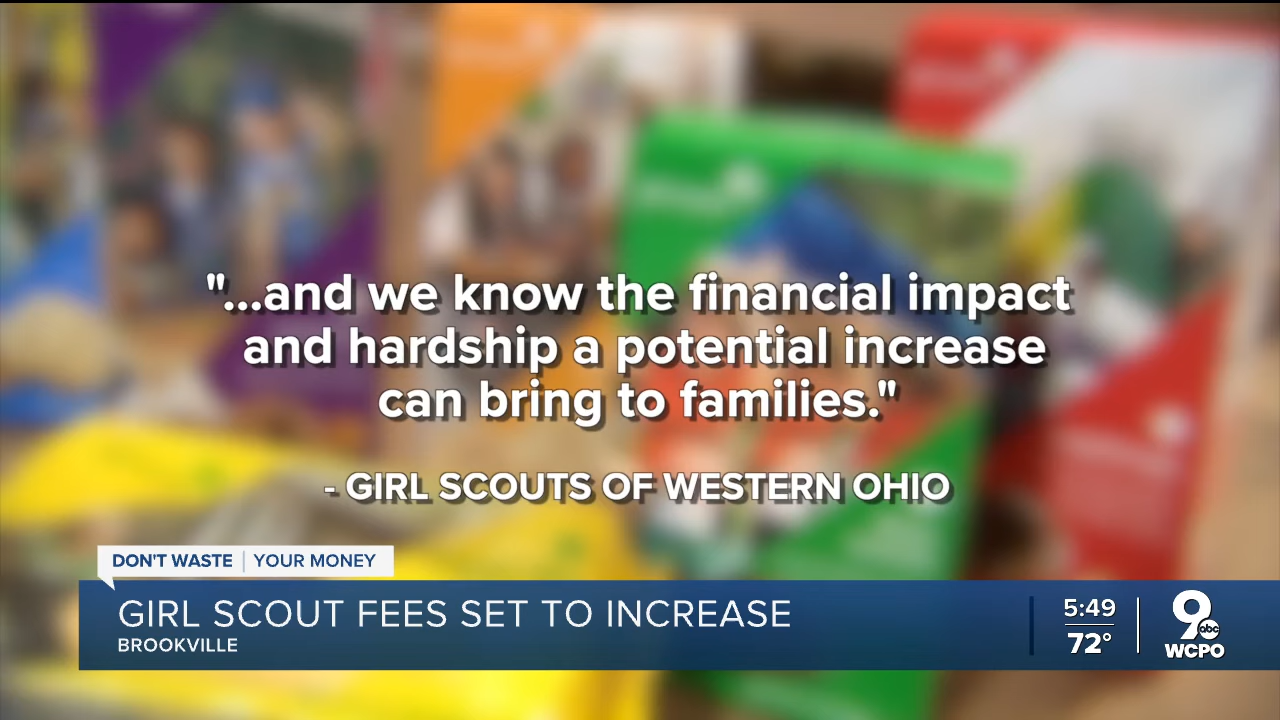 "...and we know the financial impact
and hardship a potential increase
can bring to families."
- GIRL SCOUTS OF WESTERN OHIO
DON'T WASTE | YOUR MONEY
GIRL SCOUT FEES SET TO INCREASE
BROOKVILLE
5:49
72°
9
abc
WCPO